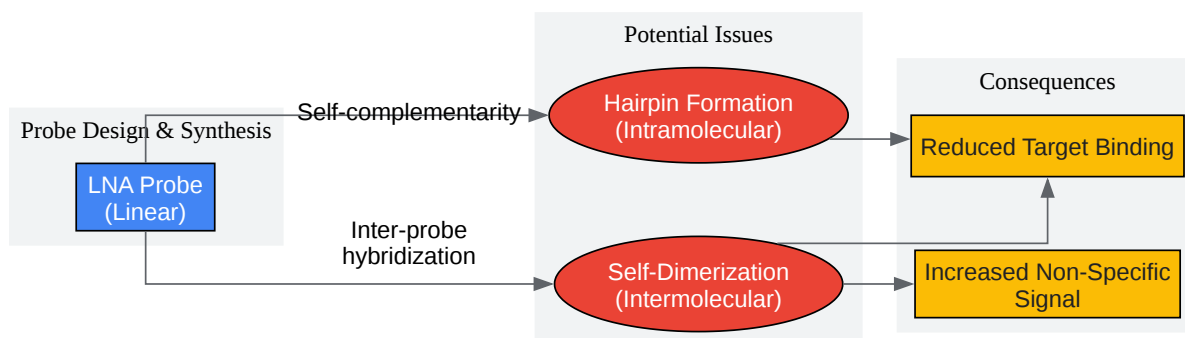 Probe Design & Synthesis
LNA Probe
(Linear)
Self-complementarity
Inter-probe
hybridization
Potential Issues
Hairpin Formation
(Intramolecular)
Self-Dimerization
(Intermolecular)
Consequences
Reduced Target Binding
Increased Non-Specific
Signal